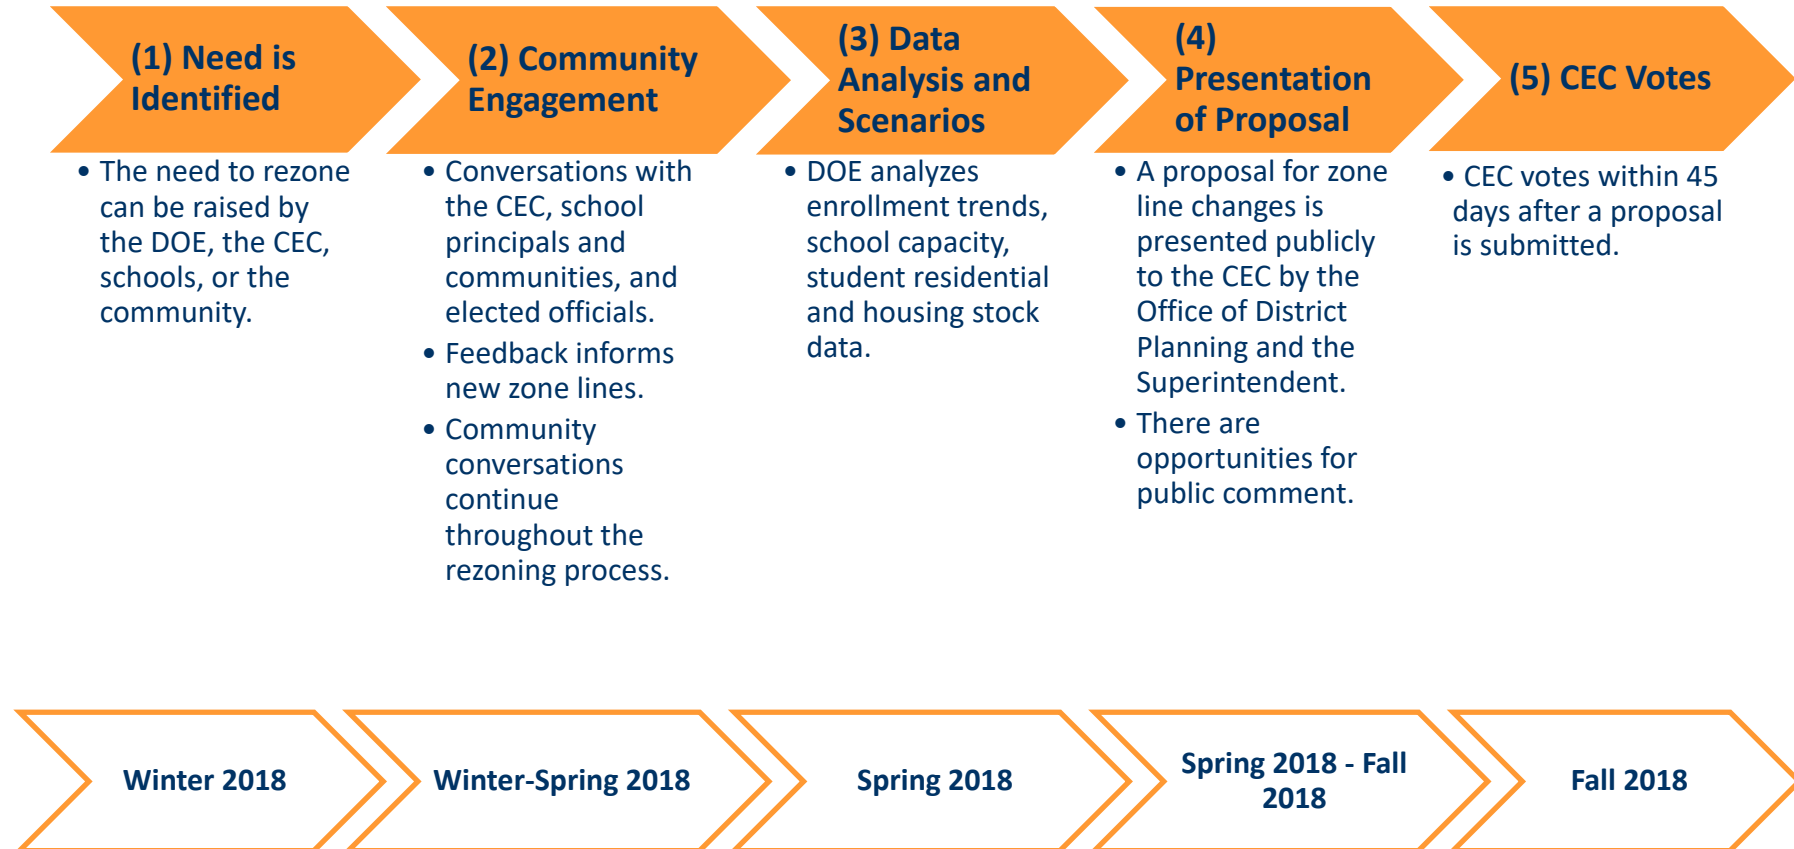 (1) Need is
Identified
• The need to rezone
can be raised by
the DOE, the CEC,
schools, or the
community.
(2) Community
Engagement
• Conversations with
the CEC, school
principals and
communities, and
elected officials.
• Feedback informs
new zone lines.
• Community
conversations
continue
throughout the
rezoning process.
(3) Data
Analysis and
Scenarios
• DOE analyzes
enrollment trends,
school capacity,
student residential
and housing stock
data.
(4)
Presentation
of Proposal
• A proposal for zone
line changes is
presented publicly
to the CEC by the
Office of District
Planning and the
Superintendent.
• There are
opportunities for
public comment.
(5) CEC Votes
• CEC votes within 45
days after a proposal
is submitted.
Winter 2018
Winter-Spring 2018
Spring 2018
Spring 2018 - Fall
2018
Fall 2018